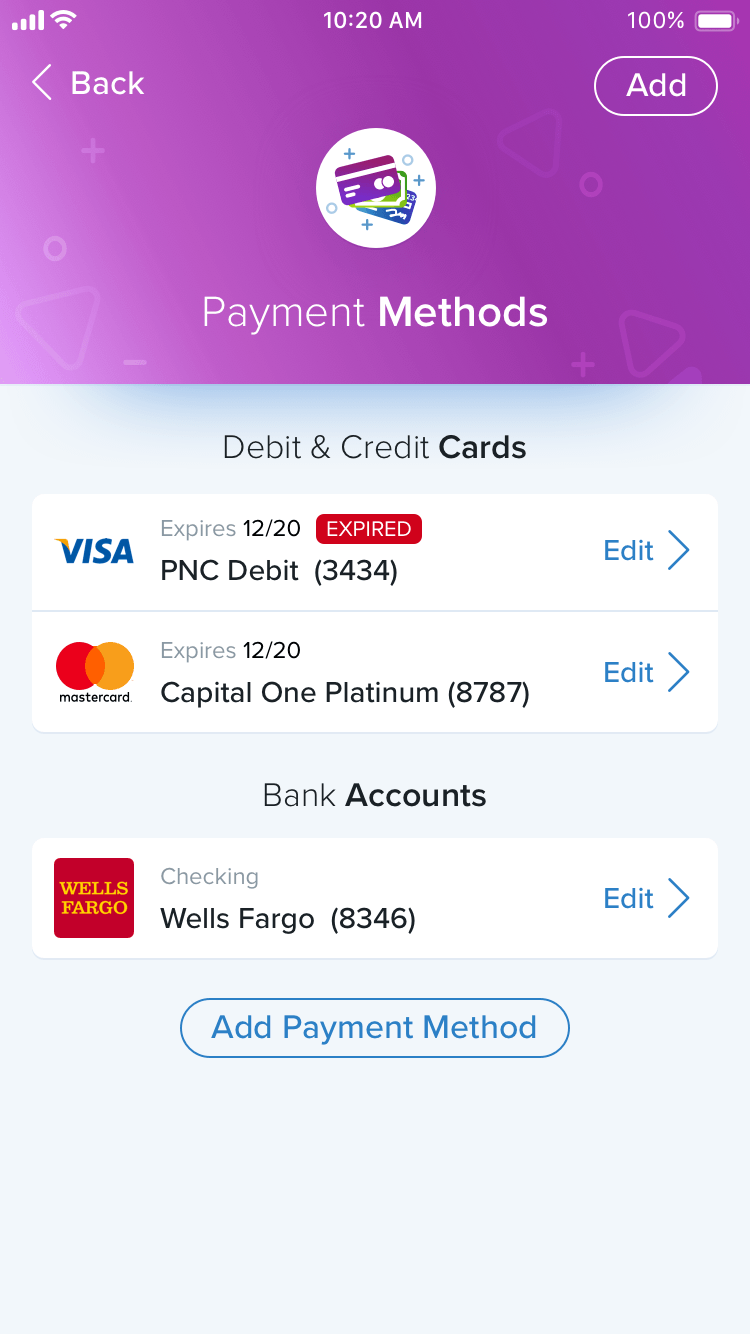 10:20 AM
100%
Back
Add
Payment Methods
Debit & Credit Cards
Expires 12/20 EXPIRED
VISA
PNC Debit (3434)
Edit
Expires 12/20
mastercard.
Capital One Platinum (8787)
Edit
Bank Accounts
WELLS
FARGO
Checking
Wells Fargo (8346)
Edit
Add Payment Method